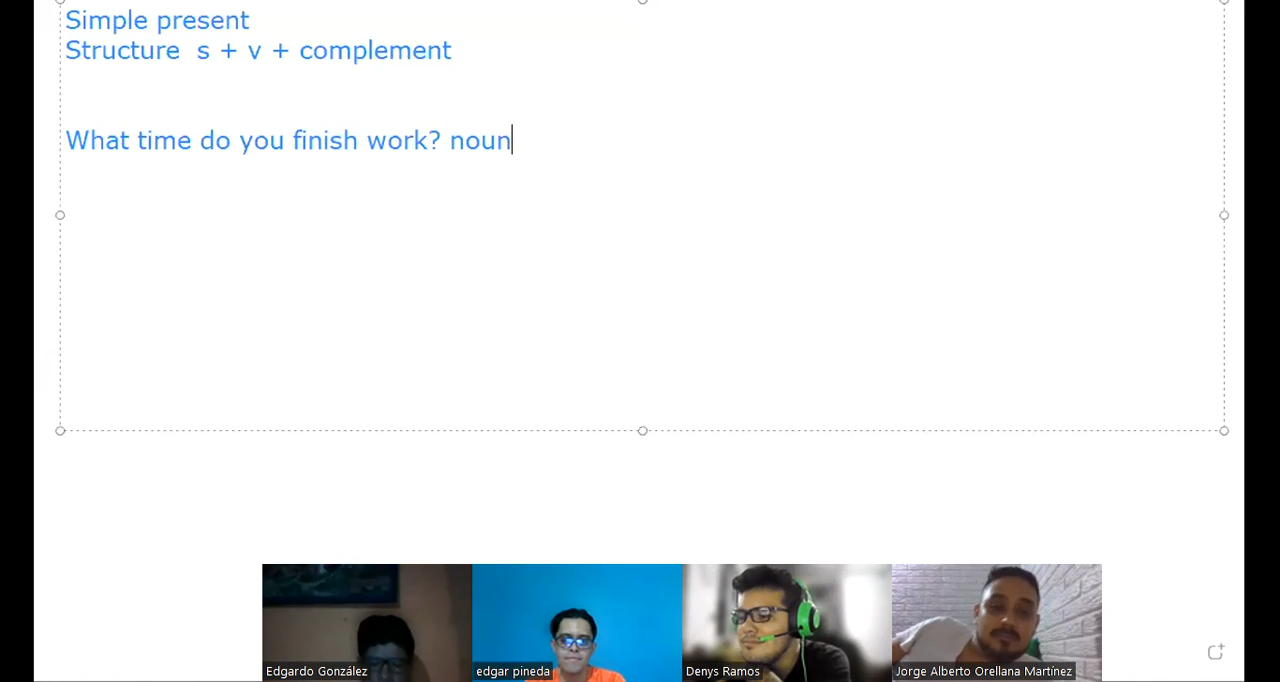 Simple present
Structure s + v + complement
What time do you finish work? noun
Edgardo González
edgar pineda
Denys Ramos
Jorge Alberto Orellana Martínez